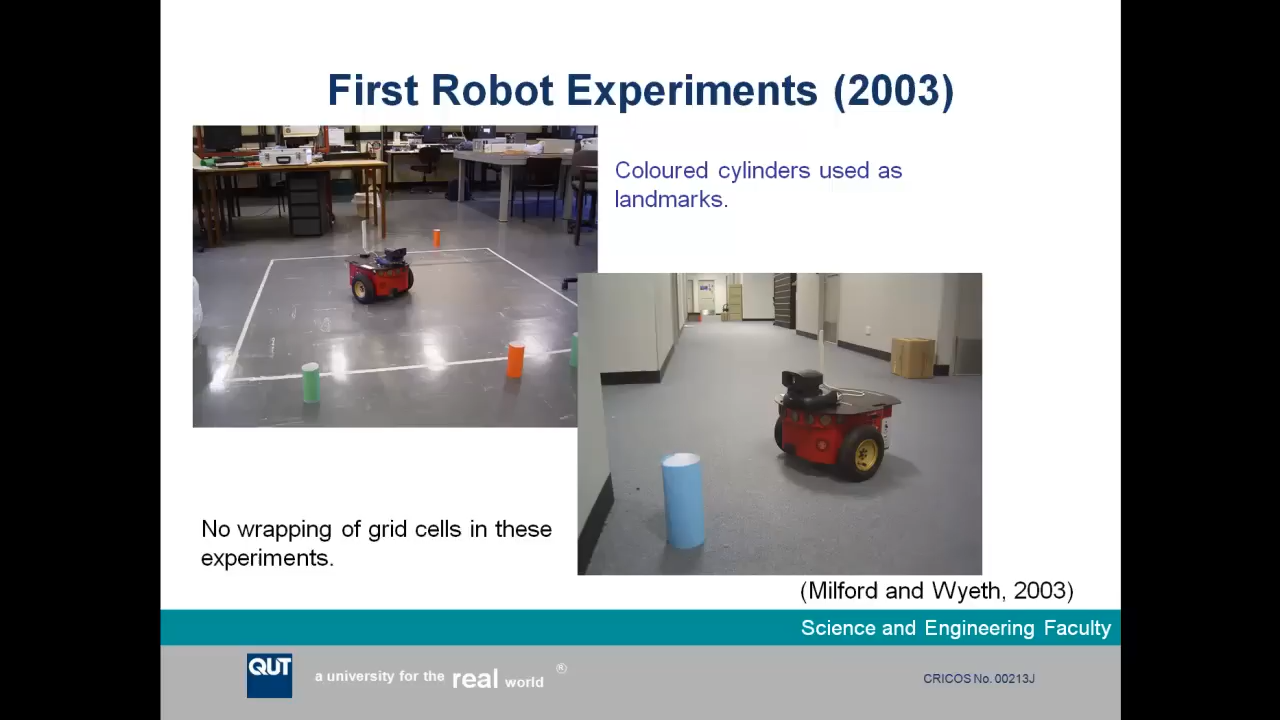 First Robot Experiments (2003)
Coloured cylinders used as
landmarks.
No wrapping of grid cells in these
experiments.
(Milford and Wyeth, 2003)
Science and Engineering Faculty
QUT
a university for the real world ®
CRICOS No. 00213J